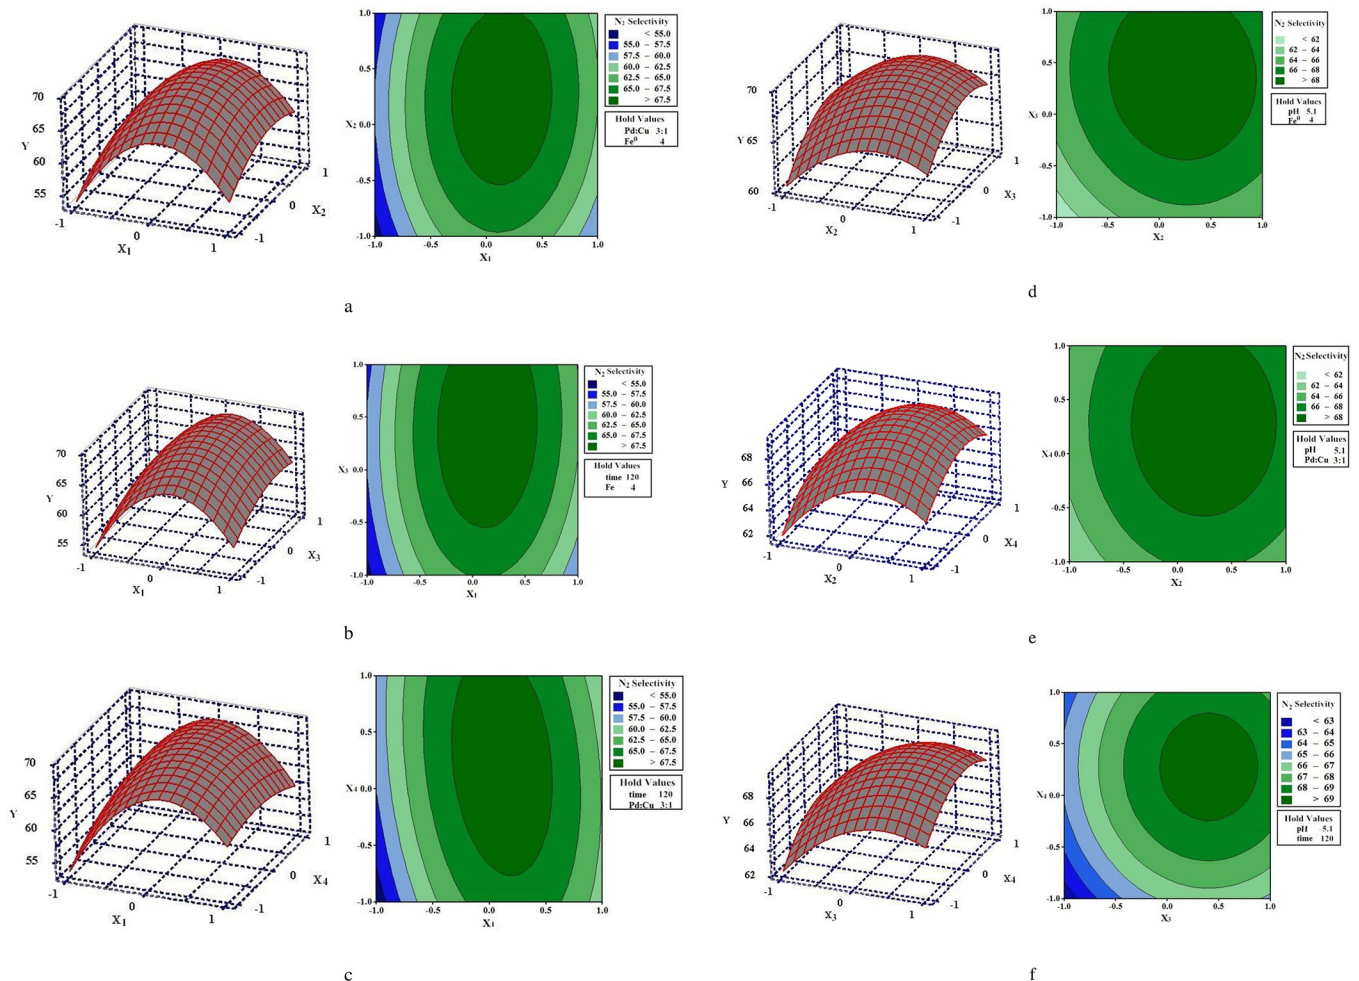 70
65
Y
60
55
-1
0
1
X1
-1
0
1
X2
1.0
0.5
X2 0.0
-0.5
-1.0
-1.0 -0.5 0.0 0.5 1.0
X1
N2 Selectivity
< 55.0
55.0 – 57.5
57.5 – 60.0
60.0 – 62.5
62.5 – 65.0
65.0 – 67.5
> 67.5
Hold Values
Pd:Cu 3:1
Fe0 4
a
70
Y
65
60
-1
0
1
X2
-1
0
1
X3
1.0
0.5
X3 0.0
-0.5
-1.0
-1.0 -0.5 0.0 0.5 1.0
X2
N2 Selectivity
< 62
62 – 64
64 – 66
66 – 68
> 68
Hold Values
pH 5.1
Fe0 4
d
70
65
Y
60
55
-1
0
1
X1
-1
0
1
X3
1.0
0.5
X3 0.0
-0.5
-1.0
-1.0 -0.5 0.0 0.5 1.0
X1
N2 Selectivity
< 55.0
55.0 – 57.5
57.5 – 60.0
60.0 – 62.5
62.5 – 65.0
65.0 – 67.5
> 67.5
Hold Values
time 120
Fe 4
b
68
Y
66
64
62
-1
0
1
X2
-1
0
1
X4
1.0
0.5
X4 0.0
-0.5
-1.0
-1.0 -0.5 0.0 0.5 1.0
X2
N2 Selectivity
< 62
62 – 64
64 – 66
66 – 68
> 68
Hold Values
pH 5.1
Pd:Cu 3:1
e
70
65
Y
60
55
-1
0
1
X1
-1
0
1
X4
1.0
0.5
X4 0.0
-0.5
-1.0
-1.0 -0.5 0.0 0.5 1.0
X1
N2 Selectivity
< 55.0
55.0 – 57.5
57.5 – 60.0
60.0 – 62.5
62.5 – 65.0
65.0 – 67.5
> 67.5
Hold Values
time 120
Pd:Cu 3:1
c
68
Y
66
64
62
-1
0
1
X3
-1
0
1
X4
1.0
0.5
X4 0.0
-0.5
-1.0
-1.0 -0.5 0.0 0.5 1.0
X3
N2 Selectivity
< 63
63 – 64
64 – 65
65 – 66
66 – 67
67 – 68
68 – 69
> 69
Hold Values
pH 5.1
time 120
f